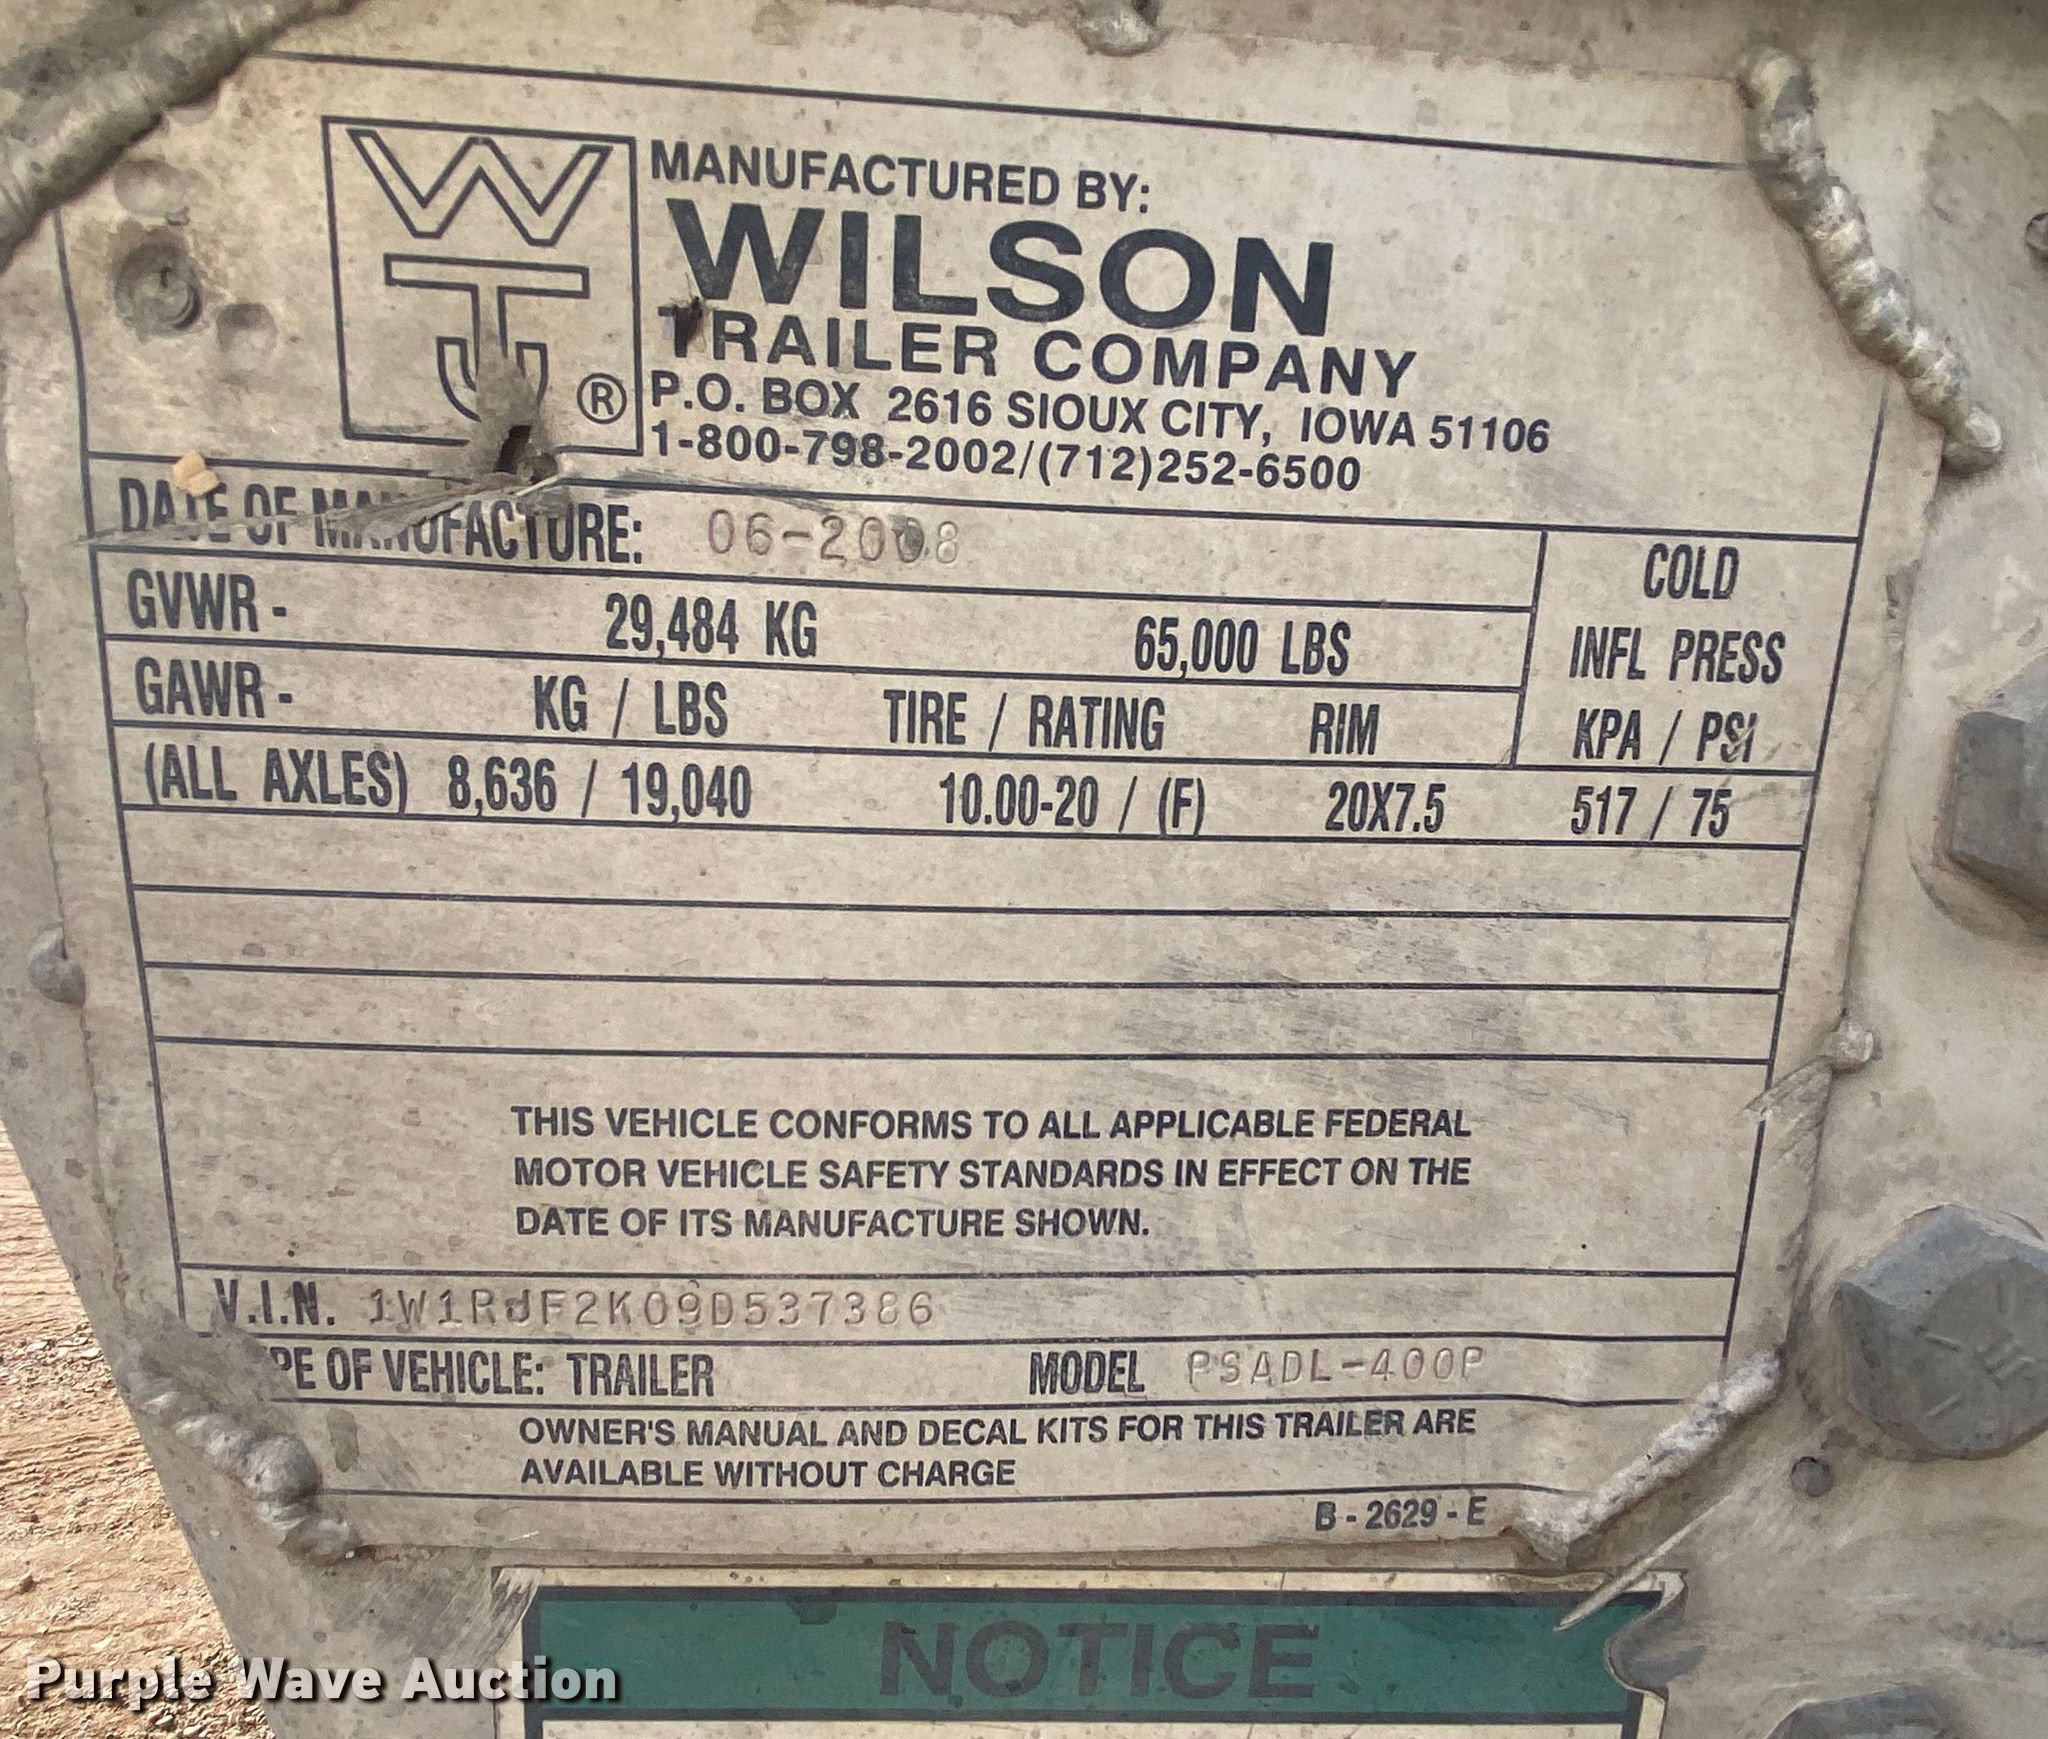 WT
®
MANUFACTURED BY:
WILSON
TRAILER COMPANY
P.O. BOX 2616 SIOUX CITY, IOWA 51106
1-800-798-2002/(712)252-6500
DATE OF MANUFACTURE: 06-2008
COLD
GVWR - 29,484 KG 65,000 LBS INFL PRESS
GAWR - KG / LBS TIRE / RATING RIM KPA / PSI
(ALL AXLES) 8,636 / 19,040 10.00-20 / (F) 20X7.5 517 / 75
THIS VEHICLE CONFORMS TO ALL APPLICABLE FEDERAL
MOTOR VEHICLE SAFETY STANDARDS IN EFFECT ON THE
DATE OF ITS MANUFACTURE SHOWN.
V.I.N. 1W1RJF2K09D537386
PE OF VEHICLE: TRAILER MODEL PSADL-400P
OWNER'S MANUAL AND DECAL KITS FOR THIS TRAILER ARE
AVAILABLE WITHOUT CHARGE
B - 2629 - E
NOTICE
Purple Wave Auction